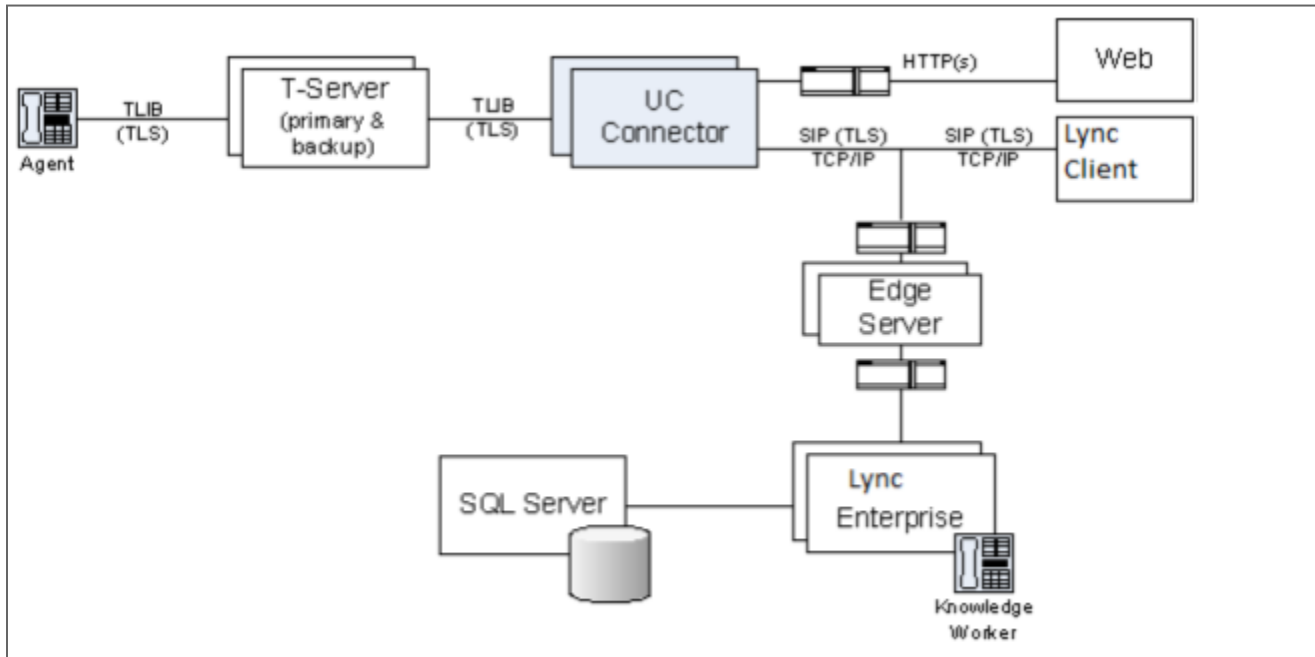 HTTP(s)
Web
T-Server
(primary &
backup)
TLIB
(TLS)
TLIB
(TLS)
UC
Connector
Agent
SIP (TLS)
TCP/IP
SIP (TLS)
TCP/IP
Lync
Client
Edge
Server
SQL Server
Lync
Enterprise
Knowledge
Worker